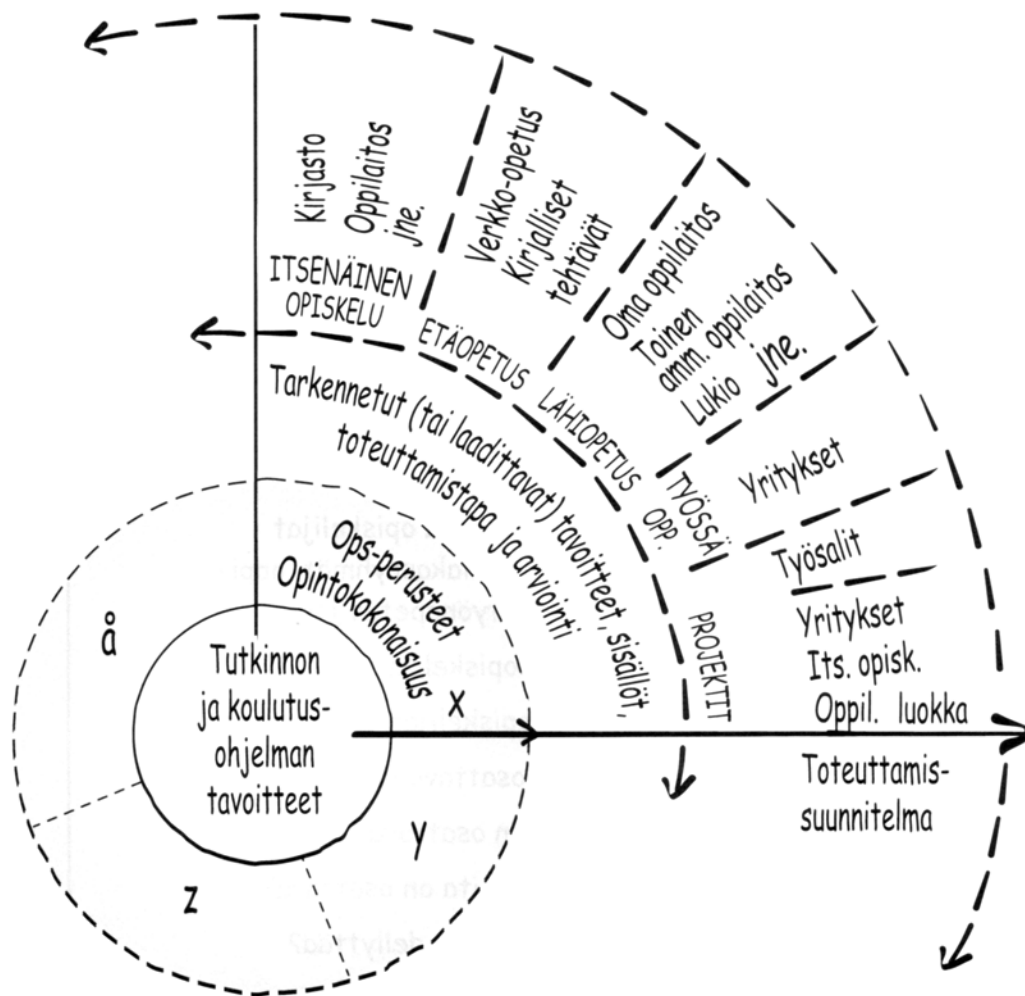 Kirjasto
Oppilaitos
jne.
ITSENÄINEN
OPISKELU
Verkko-opetus
Kirjalliset
tehtävät
ETÄOPETUS
Oma oppilaitos
Toinen
amm. oppilaitos
Lukio jne.
LÄHIOPETUS
Yritykset
TYÖSSÄ
OPP.
Työsalit
Yritykset
Its. opisk.
Oppil. luokka
PROJEKTIT
Tarkennetut (tai laadittavat) tavoitteet, sisällöt,
toteuttamistapa ja arviointi
Ops-perusteet
Opintokokonaisuus
x
å
Tutkinnon
ja koulutus-
ohjelman
tavoitteet
y
z
Toteuttamis-
suunnitelma